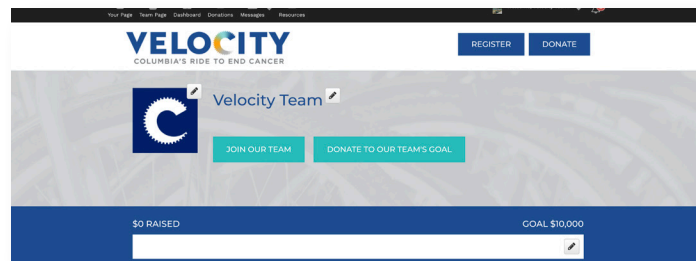 Your Page Team Page Dashboard Donations Messages Resources
VELOCITY
COLUMBIA'S RIDE TO END CANCER
REGISTER DONATE
Velocity Team
JOIN OUR TEAM DONATE TO OUR TEAM'S GOAL
$0 RAISED GOAL $10,000